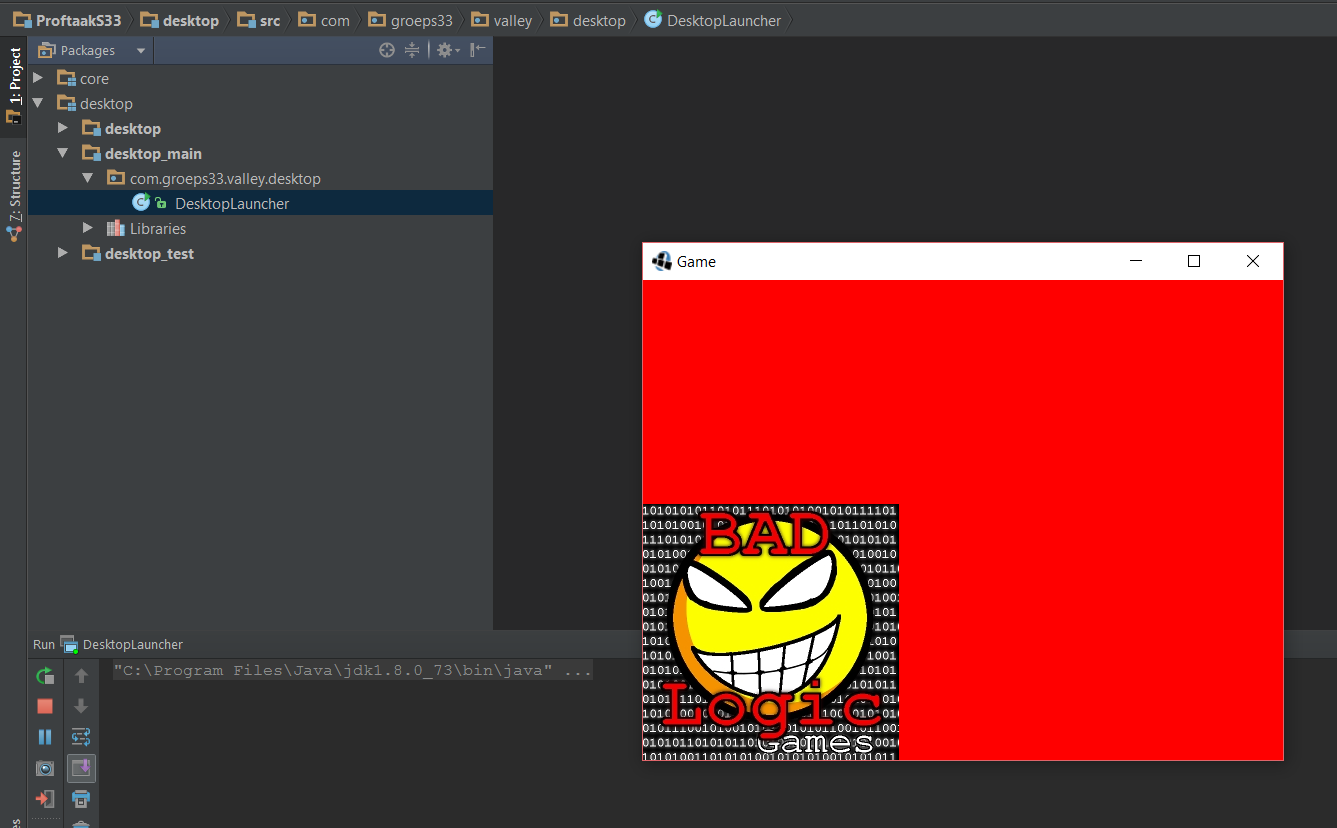 ProftaakS33 desktop src com groeps33 valley desktop DesktopLauncher
1: Project
Z: Structure
Packages
core
desktop
desktop
desktop_main
com.groeps33.valley.desktop
DesktopLauncher
Libraries
desktop_test
Game
BAD
Logic
Games
Run DesktopLauncher
"C:\Program Files\Java\jdk1.8.0_73\bin\java" ...